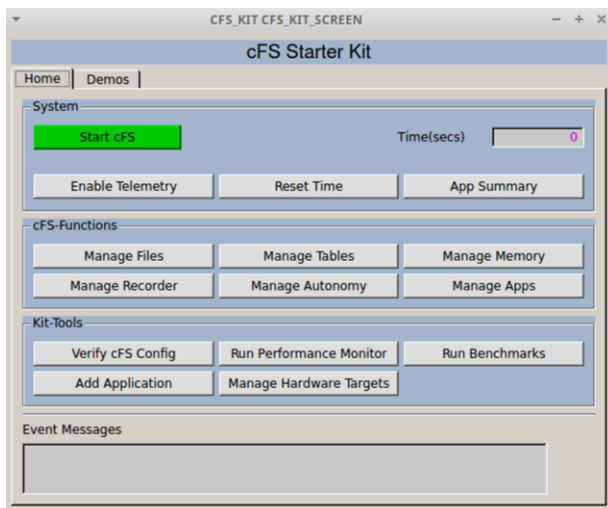 CFS_KIT CFS_KIT_SCREEN
cFS Starter Kit
Home Demos
System
Start cFS Time(secs) 0
Enable Telemetry Reset Time App Summary
cFS-Functions
Manage Files Manage Tables Manage Memory
Manage Recorder Manage Autonomy Manage Apps
Kit-Tools
Verify cFS Config Run Performance Monitor Run Benchmarks
Add Application Manage Hardware Targets
Event Messages